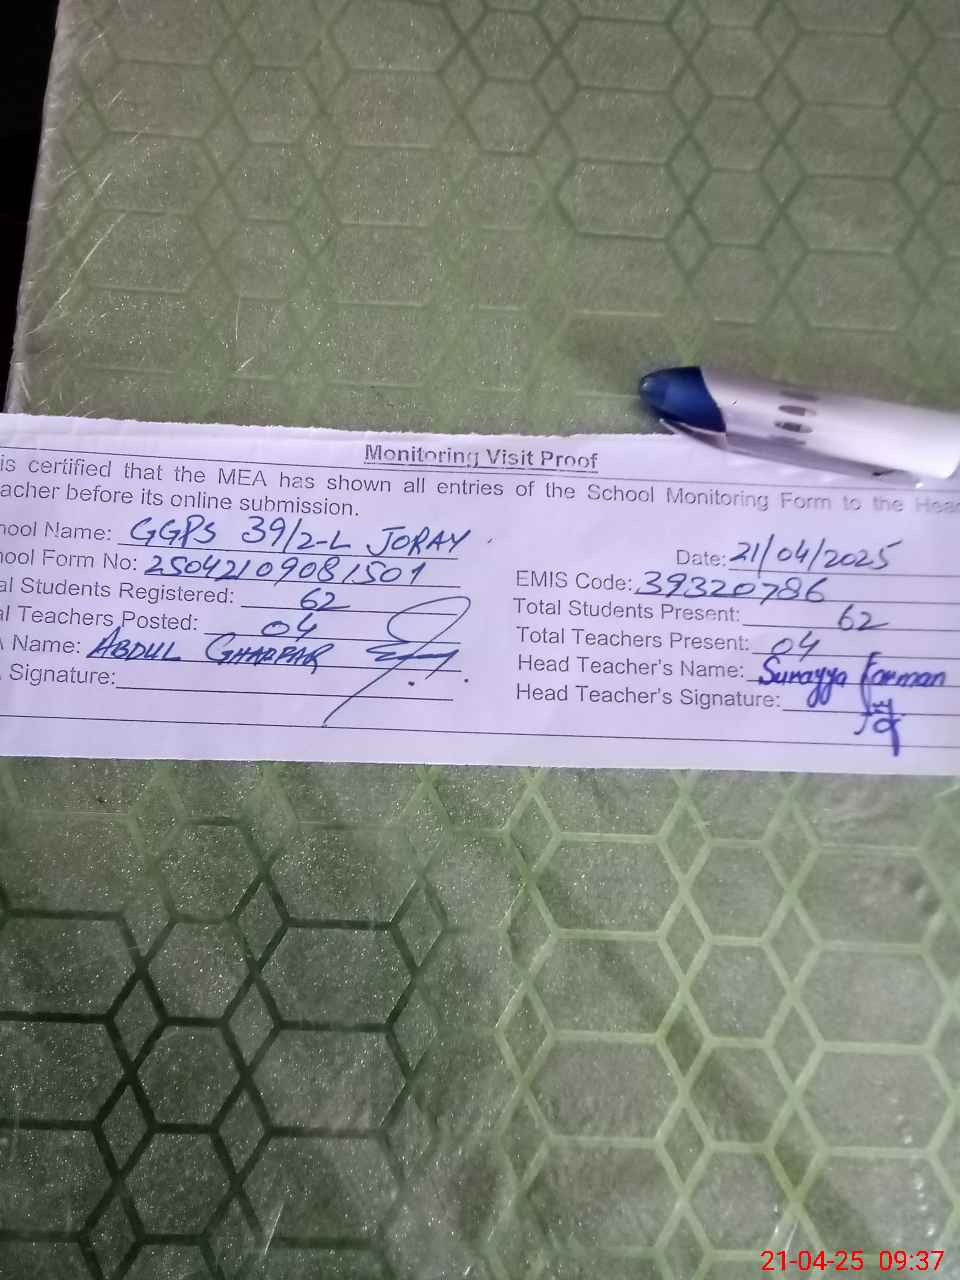 Monitoring Visit Proof
is certified that the MEA has shown all entries of the School Monitoring Form to the Head
acher before its online submission.
hool Name: GGPS 39/2-L JORAY
Date: 21/04/2025
hool Form No: 25042109081501
EMIS Code: 39320786
al Students Registered: 62
Total Students Present: 62
al Teachers Posted: 04
Total Teachers Present: 04
A Name: ABDUL GHAFFAR
Head Teacher's Name: Surayya Farman
Signature:
Head Teacher's Signature:
21-04-25 09:37